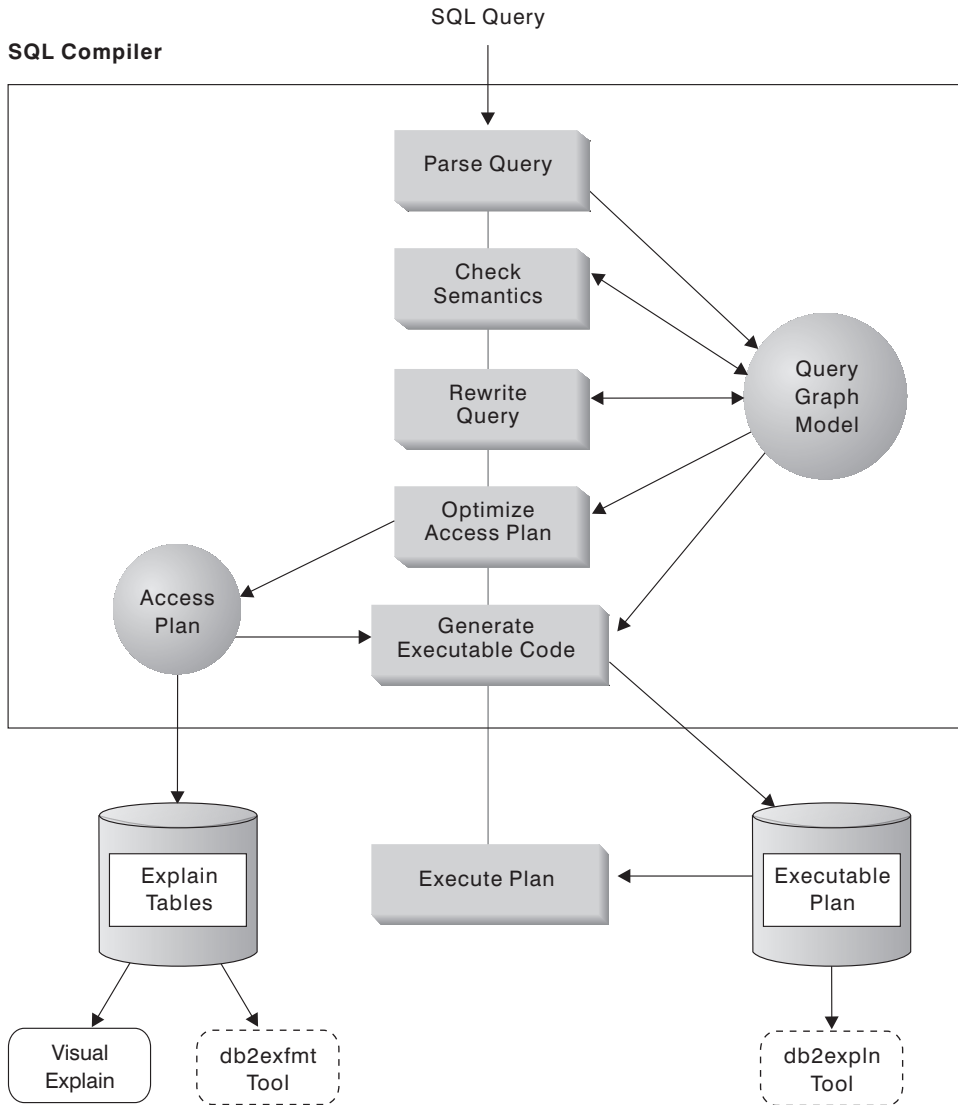 SQL Query
SQL Compiler
Parse Query
Check
Semantics
Rewrite
Query
Query
Graph
Model
Optimize
Access Plan
Access
Plan
Generate
Executable Code
Explain
Tables
Execute Plan
Executable
Plan
Visual
Explain
db2exfmt
Tool
db2expln
Tool